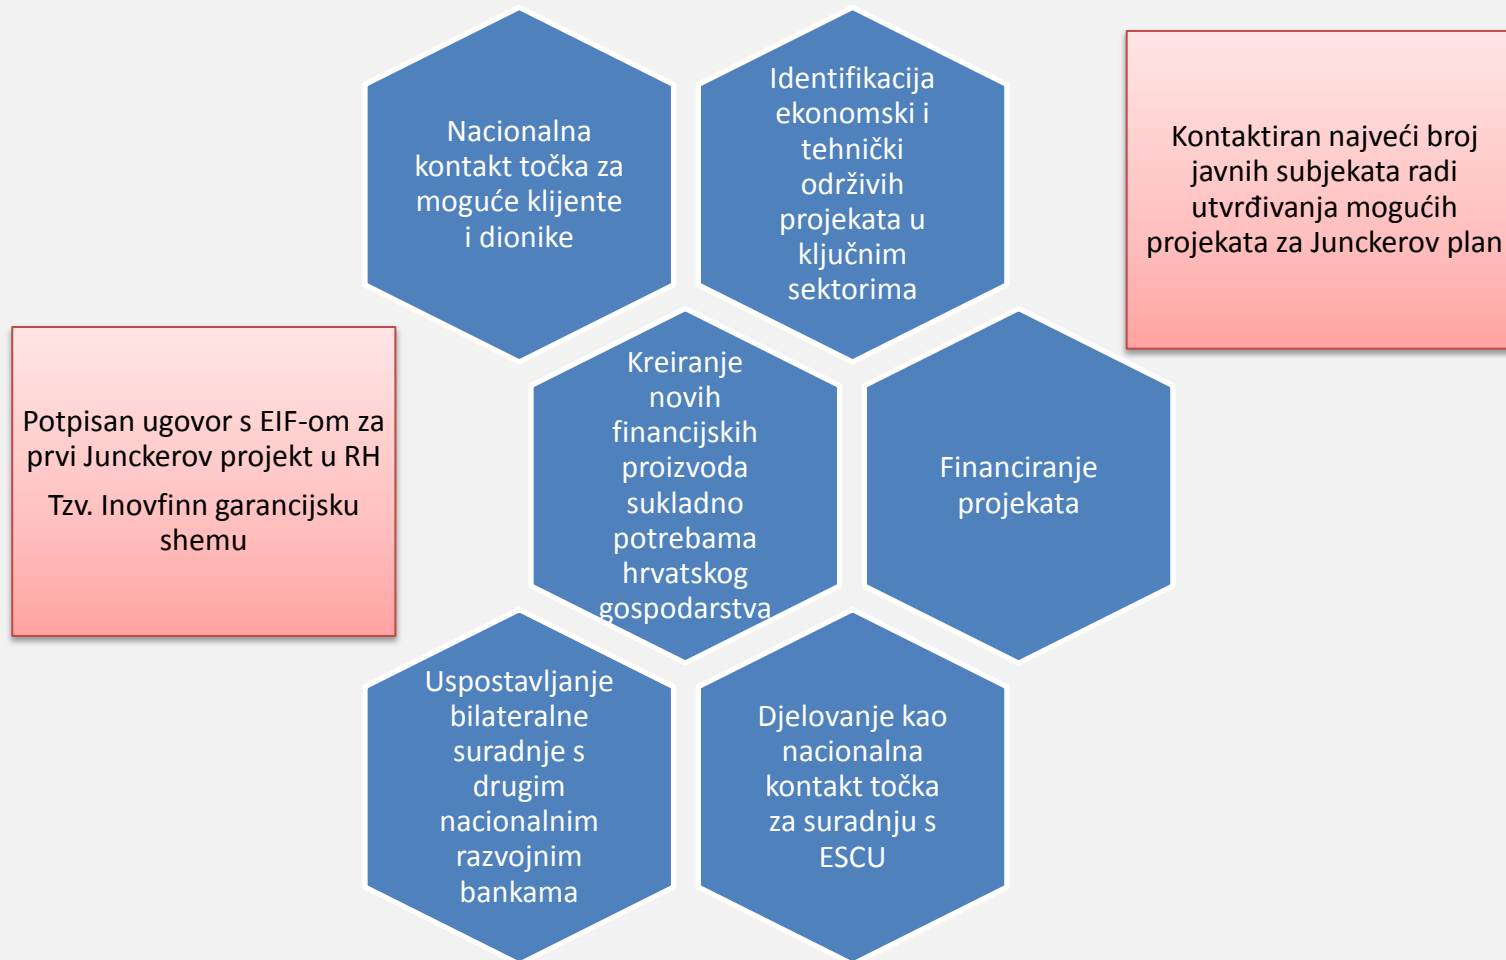 Nacionalna
kontakt točka za
moguće klijente
i dionike
Identifikacija
ekonomski i
tehnički
održivih
projekata u
ključnim
sektorima
Kontaktiran najveći broj
javnih subjekata radi
utvrđivanja mogućih
projekata za Junckerov plan
Potpisan ugovor s EIF-om za
prvi Junckerov projekt u RH
Tzv. Inovfinn garancijsku
shemu
Kreiranje
novih
financijskih
proizvoda
sukladno
potrebama
hrvatskog
gospodarstva
Financiranje
projekata
Uspostavljanje
bilateralne
suradnje s
drugim
nacionalnim
razvojnim
bankama
Djelovanje kao
nacionalna
kontakt točka
za suradnju s
ESCU